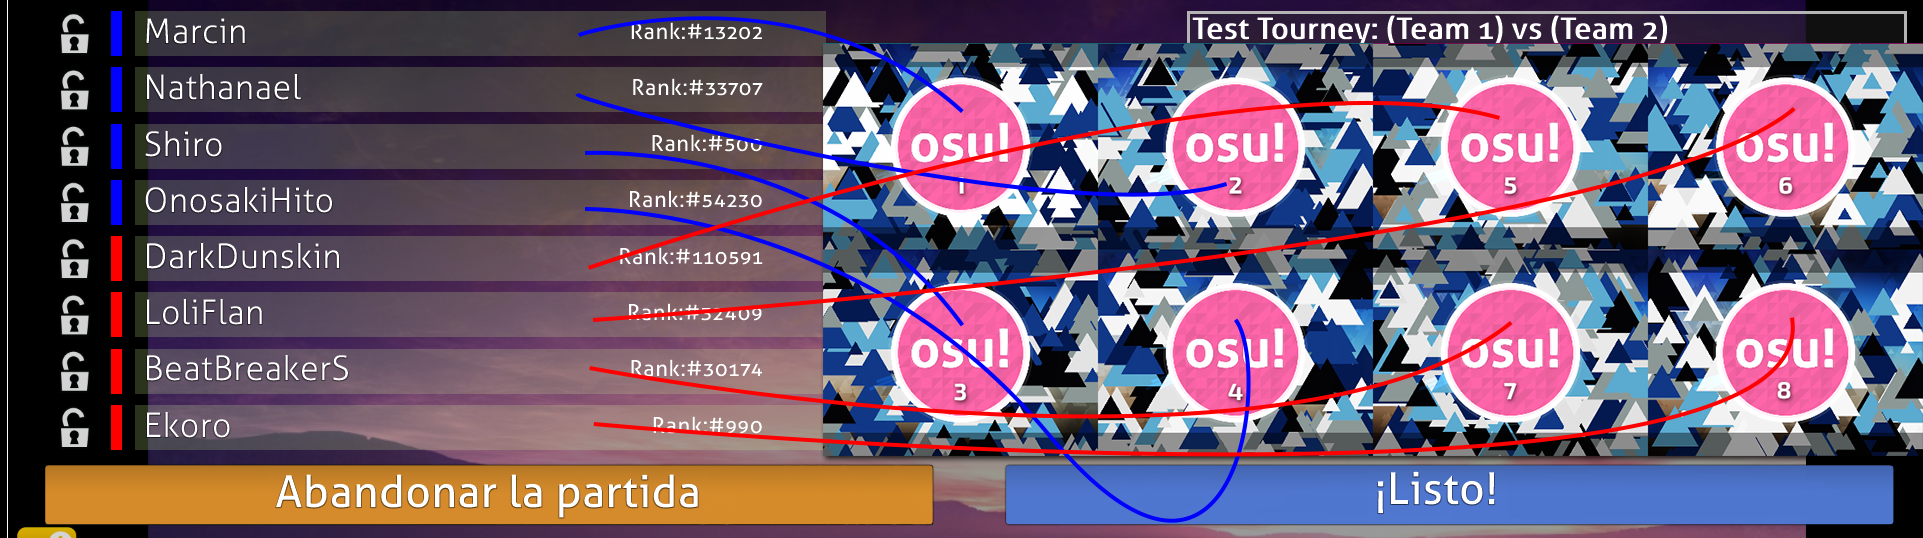 Marcin Rank:#13202
Nathanael Rank:#33707
Shiro Rank:#500
OnosakiHito Rank:#54230
DarkDunskin Rank:#110591
LoliFlan Rank:#52409
BeatBreakerS Rank:#30174
Ekoro Rank:#990
Test Tourney: (Team 1) vs (Team 2)
osu! osu! osu! osu!
1 2 5 6
osu! osu! osu! osu!
3 4 7 8
Abandonar la partida
¡Listo!